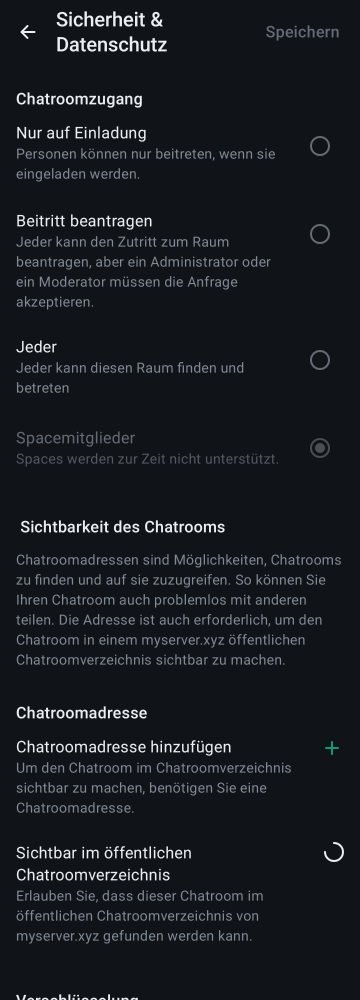 Sicherheit &
Datenschutz
Speichern
Chatroomzugang
Nur auf Einladung
Personen können nur beitreten, wenn sie
eingeladen werden.
Beitritt beantragen
Jeder kann den Zutritt zum Raum
beantragen, aber ein Administrator oder
ein Moderator müssen die Anfrage
akzeptieren.
Jeder
Jeder kann diesen Raum finden und
betreten
Spacemitglieder
Spaces werden zur Zeit nicht unterstützt.
Sichtbarkeit des Chatrooms
Chatroomadressen sind Möglichkeiten, Chatrooms
zu finden und auf sie zuzugreifen. So können Sie
Ihren Chatroom auch problemlos mit anderen
teilen. Die Adresse ist auch erforderlich, um den
Chatroom in einem myserver.xyz öffentlichen
Chatroomverzeichnis sichtbar zu machen.
Chatroomadresse
Chatroomadresse hinzufügen
Um den Chatroom im Chatroomverzeichnis
sichtbar zu machen, benötigen Sie eine
Chatroomadresse.
Sichtbar im öffentlichen
Chatroomverzeichnis
Erlauben Sie, dass dieser Chatroom im
öffentlichen Chatroomverzeichnis von
myserver.xyz gefunden werden kann.
Verschlüsselung